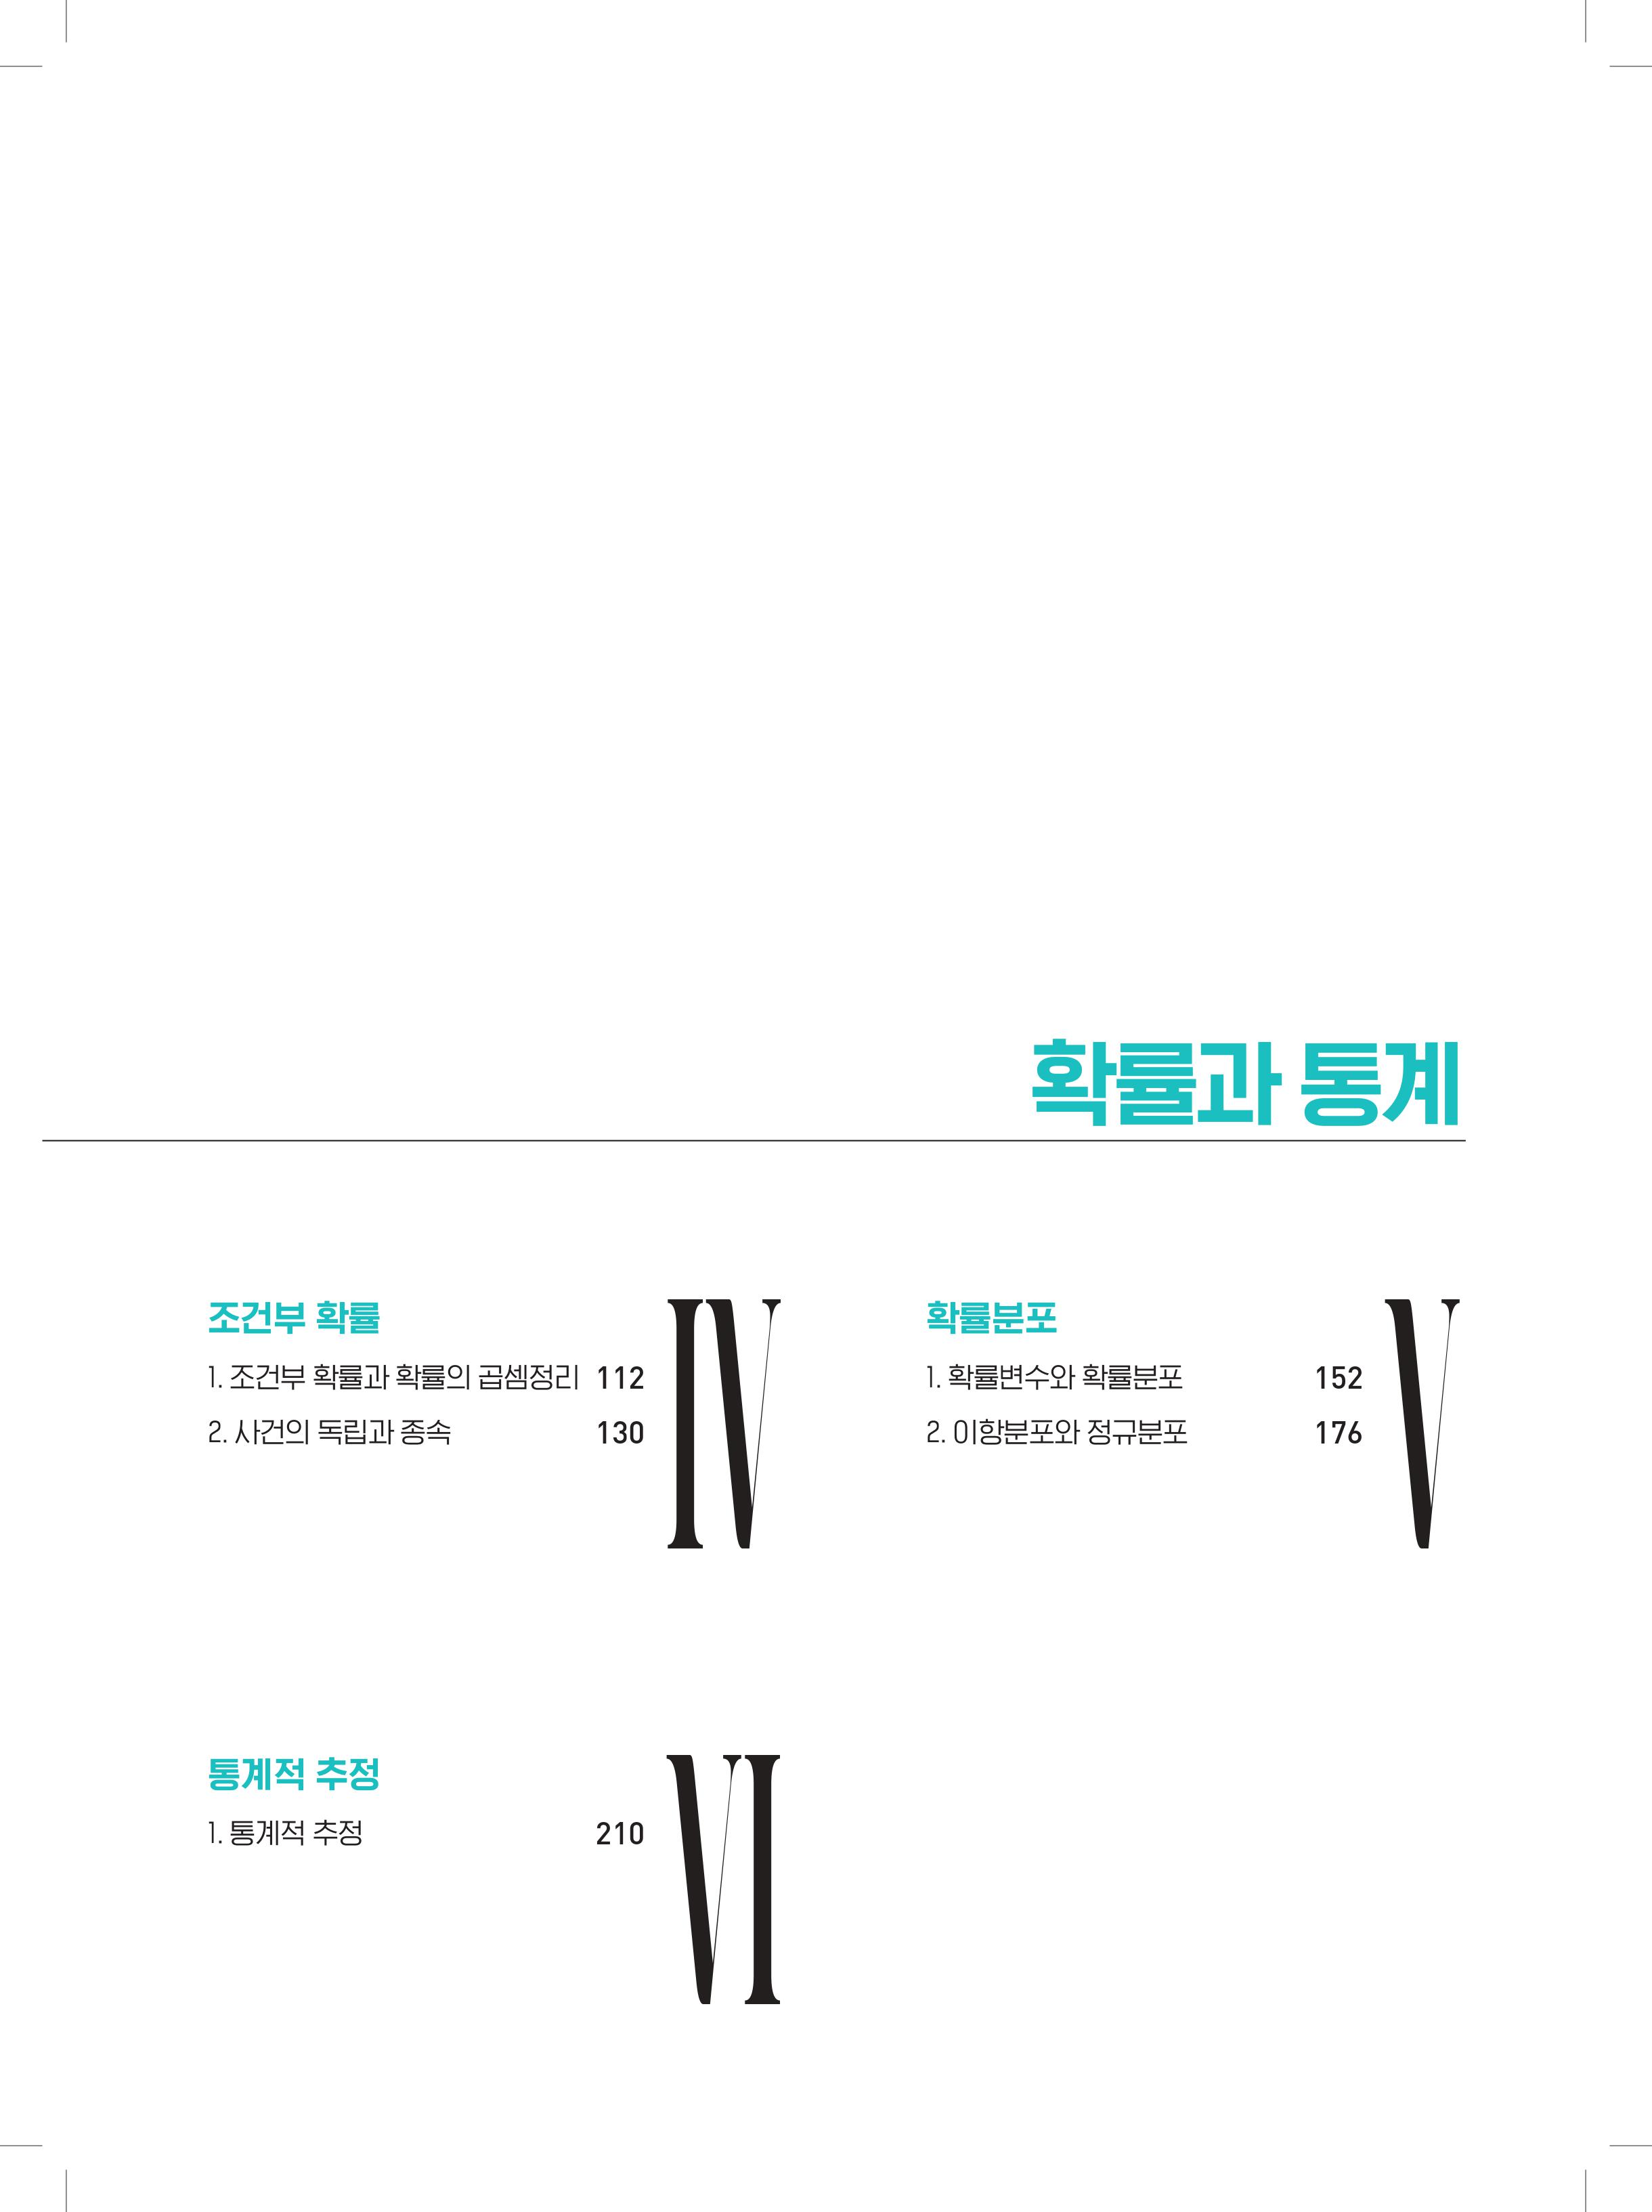 확률과 통계
조건부 확률
1. 조건부 확률과 확률의 곱셈정리 112
2. 사건의 독립과 종속 130
IV
확률분포
1. 확률변수와 확률분포 152
2. 이항분포와 정규분포 176
V
통계적 추정
1. 통계적 추정 210
VI